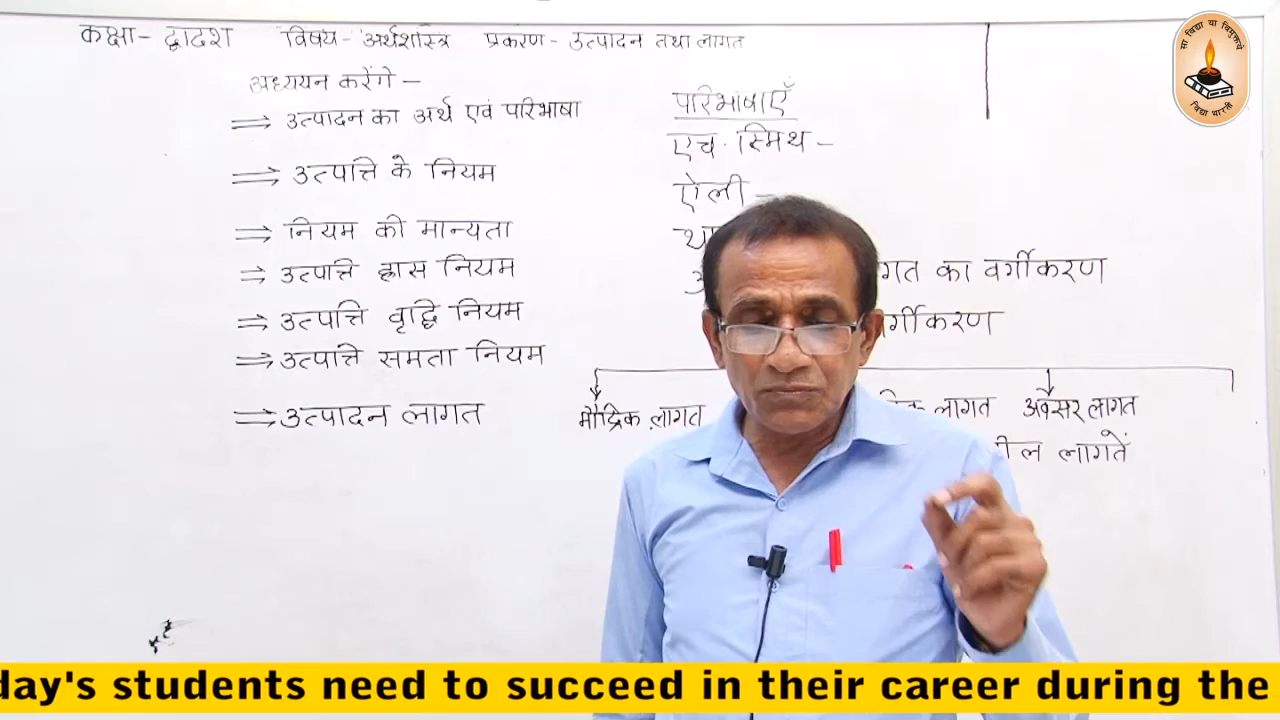 कक्षा- द्वादश विषय- अर्थशास्त्र प्रकरण- उत्पादन तथा लागत
अध्ययन करेंगे -
⇒ उत्पादन का अर्थ एवं परिभाषा
⇒ उत्पत्ति के नियम
⇒ नियम की मान्यता
⇒ उत्पत्ति ह्रास नियम
⇒ उत्पत्ति वृद्धि नियम
⇒ उत्पत्ति समता नियम
⇒ उत्पादन लागत
परिभाषाएँ
एच. स्मिथ -
ऐली -
गत का वर्गीकरण
र्गीकरण
मौद्रिक लागत लागत अवसर लागत
लागतें
सा विद्या या विमुक्तये
विद्या भारती
day's students need to succeed in their career during the